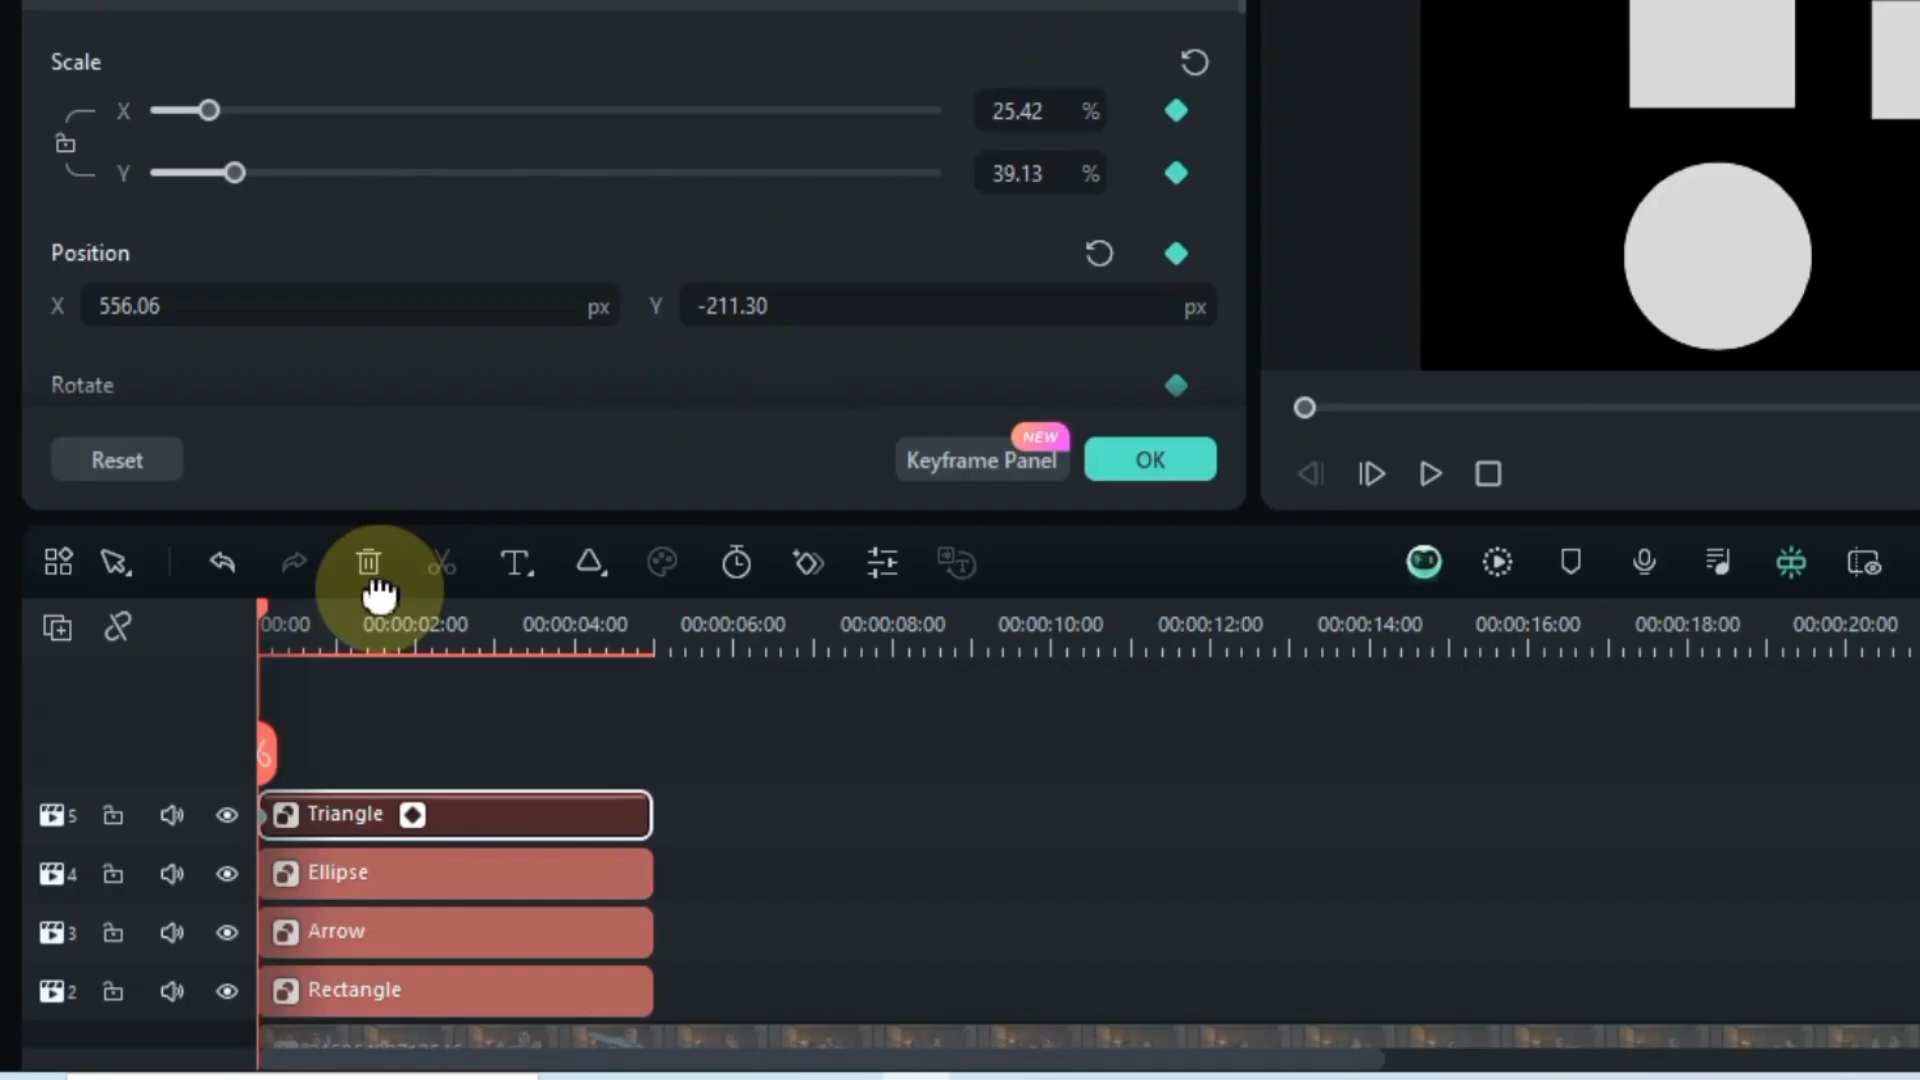 Scale
X 25.42 %
Y 39.13 %
Position
X 556.06 px Y -211.30 px
Rotate
Reset
NEW
Keyframe Panel
OK
00:00 00:00:02:00 00:00:04:00 00:00:06:00 00:00:08:00 00:00:10:00 00:00:12:00 00:00:14:00 00:00:16:00 00:00:18:00 00:00:20:00
5 Triangle
4 Ellipse
3 Arrow
2 Rectangle